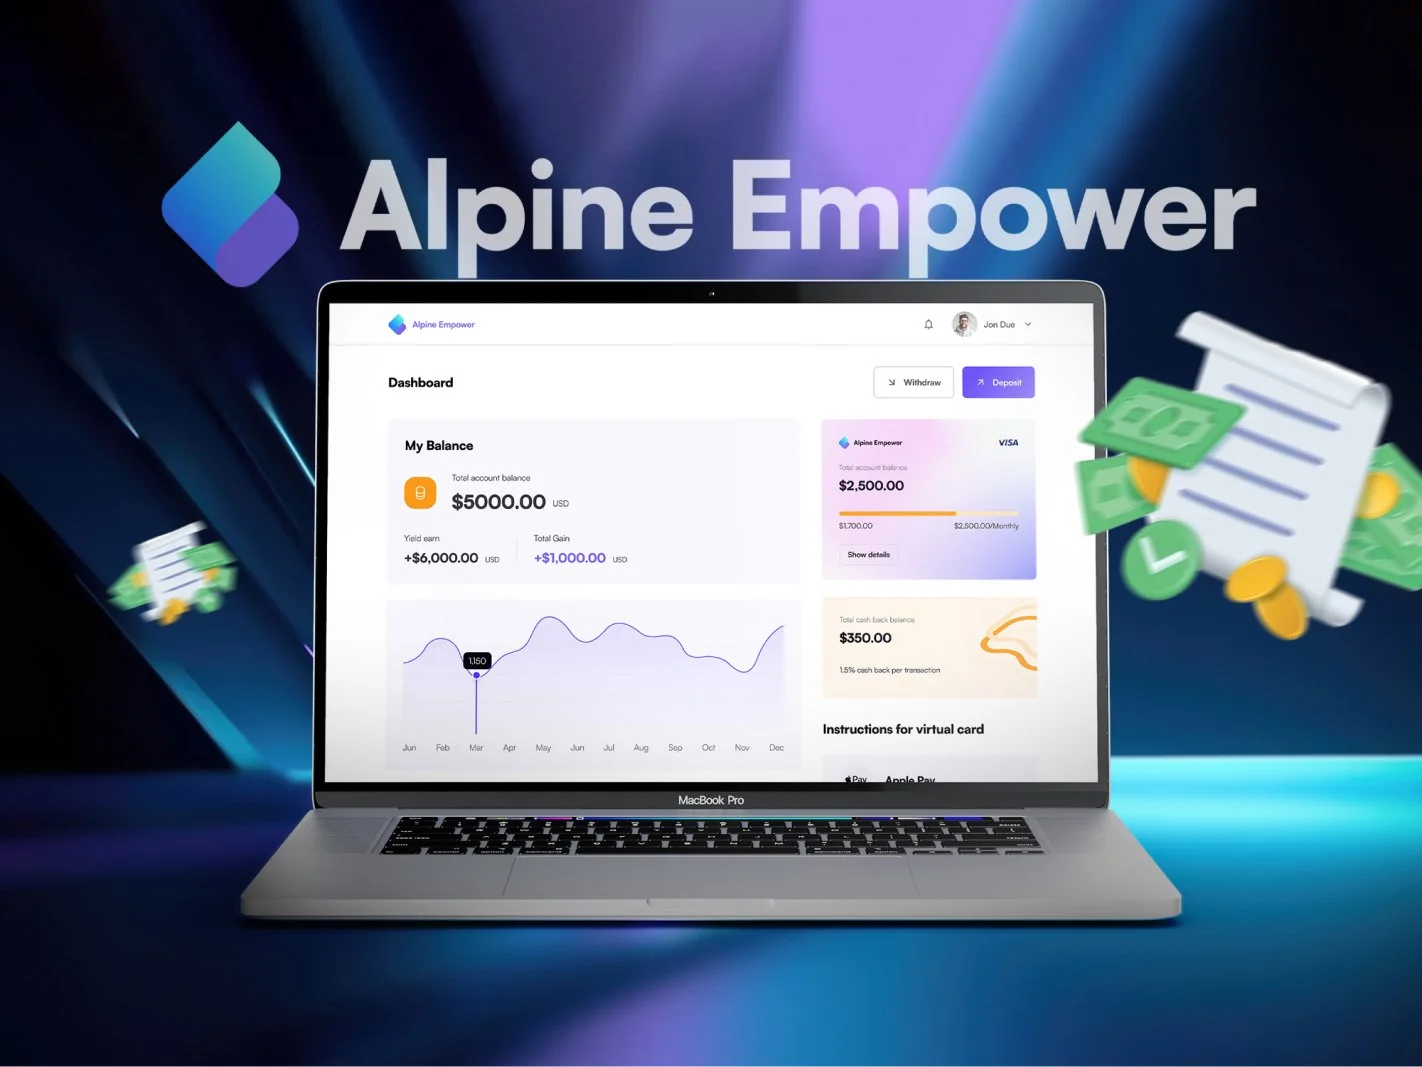 Alpine Empower
Alpine Empower
Jon Due
Dashboard
Withdraw
Deposit
My Balance
Total account balance
$5000.00 USD
Yield earn
+$6,000.00 USD
Total Gain
+$1,000.00 USD
Alpine Empower
VISA
Total account balance
$2,500.00
$1,700.00
$2,500.00/Monthly
Show details
1,150
Jun Feb Mar Apr May Jun Jul Aug Sep Oct Nov Dec
Total cash back balance
$350.00
1.5% cash back per transaction
Instructions for virtual card
Pay
Apple Pay
MacBook Pro